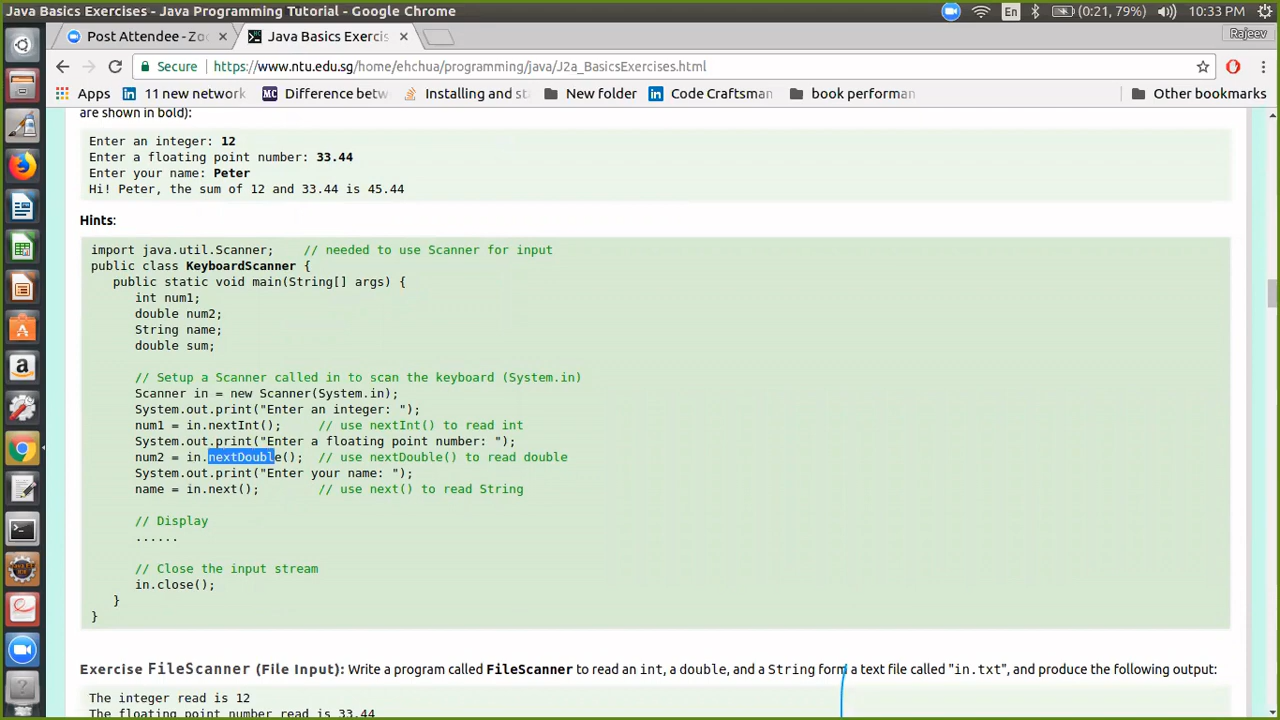 Java Basics Exercises - Java Programming Tutorial - Google Chrome
En
(0:21, 79%)
10:33 PM
Post Attendee - Zoo
Java Basics Exercis
Rajeev
Secure
https://www.ntu.edu.sg/home/ehchua/programming/java/J2a_BasicsExercises.html
Apps
11 new network
Difference betw
Installing and sta
New folder
Code Craftsm
book performan
Other bookmarks
are shown in bold):
Enter an integer: 12
Enter a floating point number: 33.44
Enter your name: Peter
Hi! Peter, the sum of 12 and 33.44 is 45.44
Hints:
import java.util.Scanner;    // needed to use Scanner for input
public class KeyboardScanner {
public static void main(String[] args) {
int num1;
double num2;
String name;
double sum;
// Setup a Scanner called in to scan the keyboard (System.in)
Scanner in = new Scanner(System.in);
System.out.print("Enter an integer: ");
num1 = in.nextInt();     // use nextInt() to read int
System.out.print("Enter a floating point number: ");
num2 = in.nextDouble();  // use nextDouble() to read double
System.out.print("Enter your name: ");
name = in.next();        // use next() to read String
// Display
......
// Close the input stream
in.close();
}
}
Exercise FileScanner (File Input): Write a program called FileScanner to read an int, a double, and a String form a text file called "in.txt", and produce the following output:
The integer read is 12
The floating point number read is 33.44